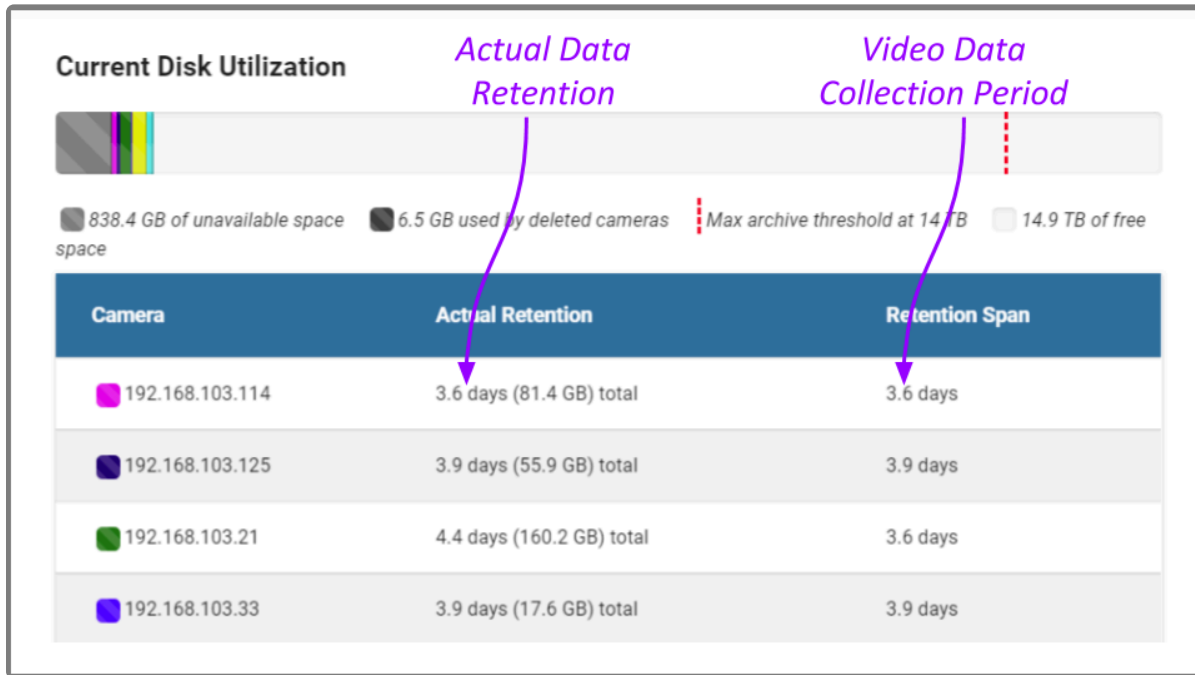 Current Disk Utilization
Actual Data
Retention
Video Data
Collection Period
838.4 GB of unavailable space 6.5 GB used by deleted cameras Max archive threshold at 14 TB 14.9 TB of free
space
Camera Actual Retention Retention Span
192.168.103.114 3.6 days (81.4 GB) total 3.6 days
192.168.103.125 3.9 days (55.9 GB) total 3.9 days
192.168.103.21 4.4 days (160.2 GB) total 3.6 days
192.168.103.33 3.9 days (17.6 GB) total 3.9 days